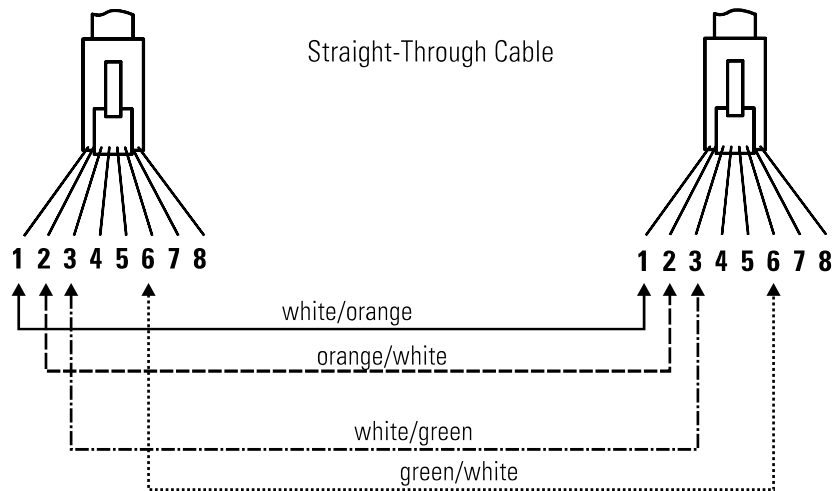 Straight-Through Cable
1 2 3 4 5 6 7 8
1 2 3 4 5 6 7 8
white/orange
orange/white
white/green
green/white